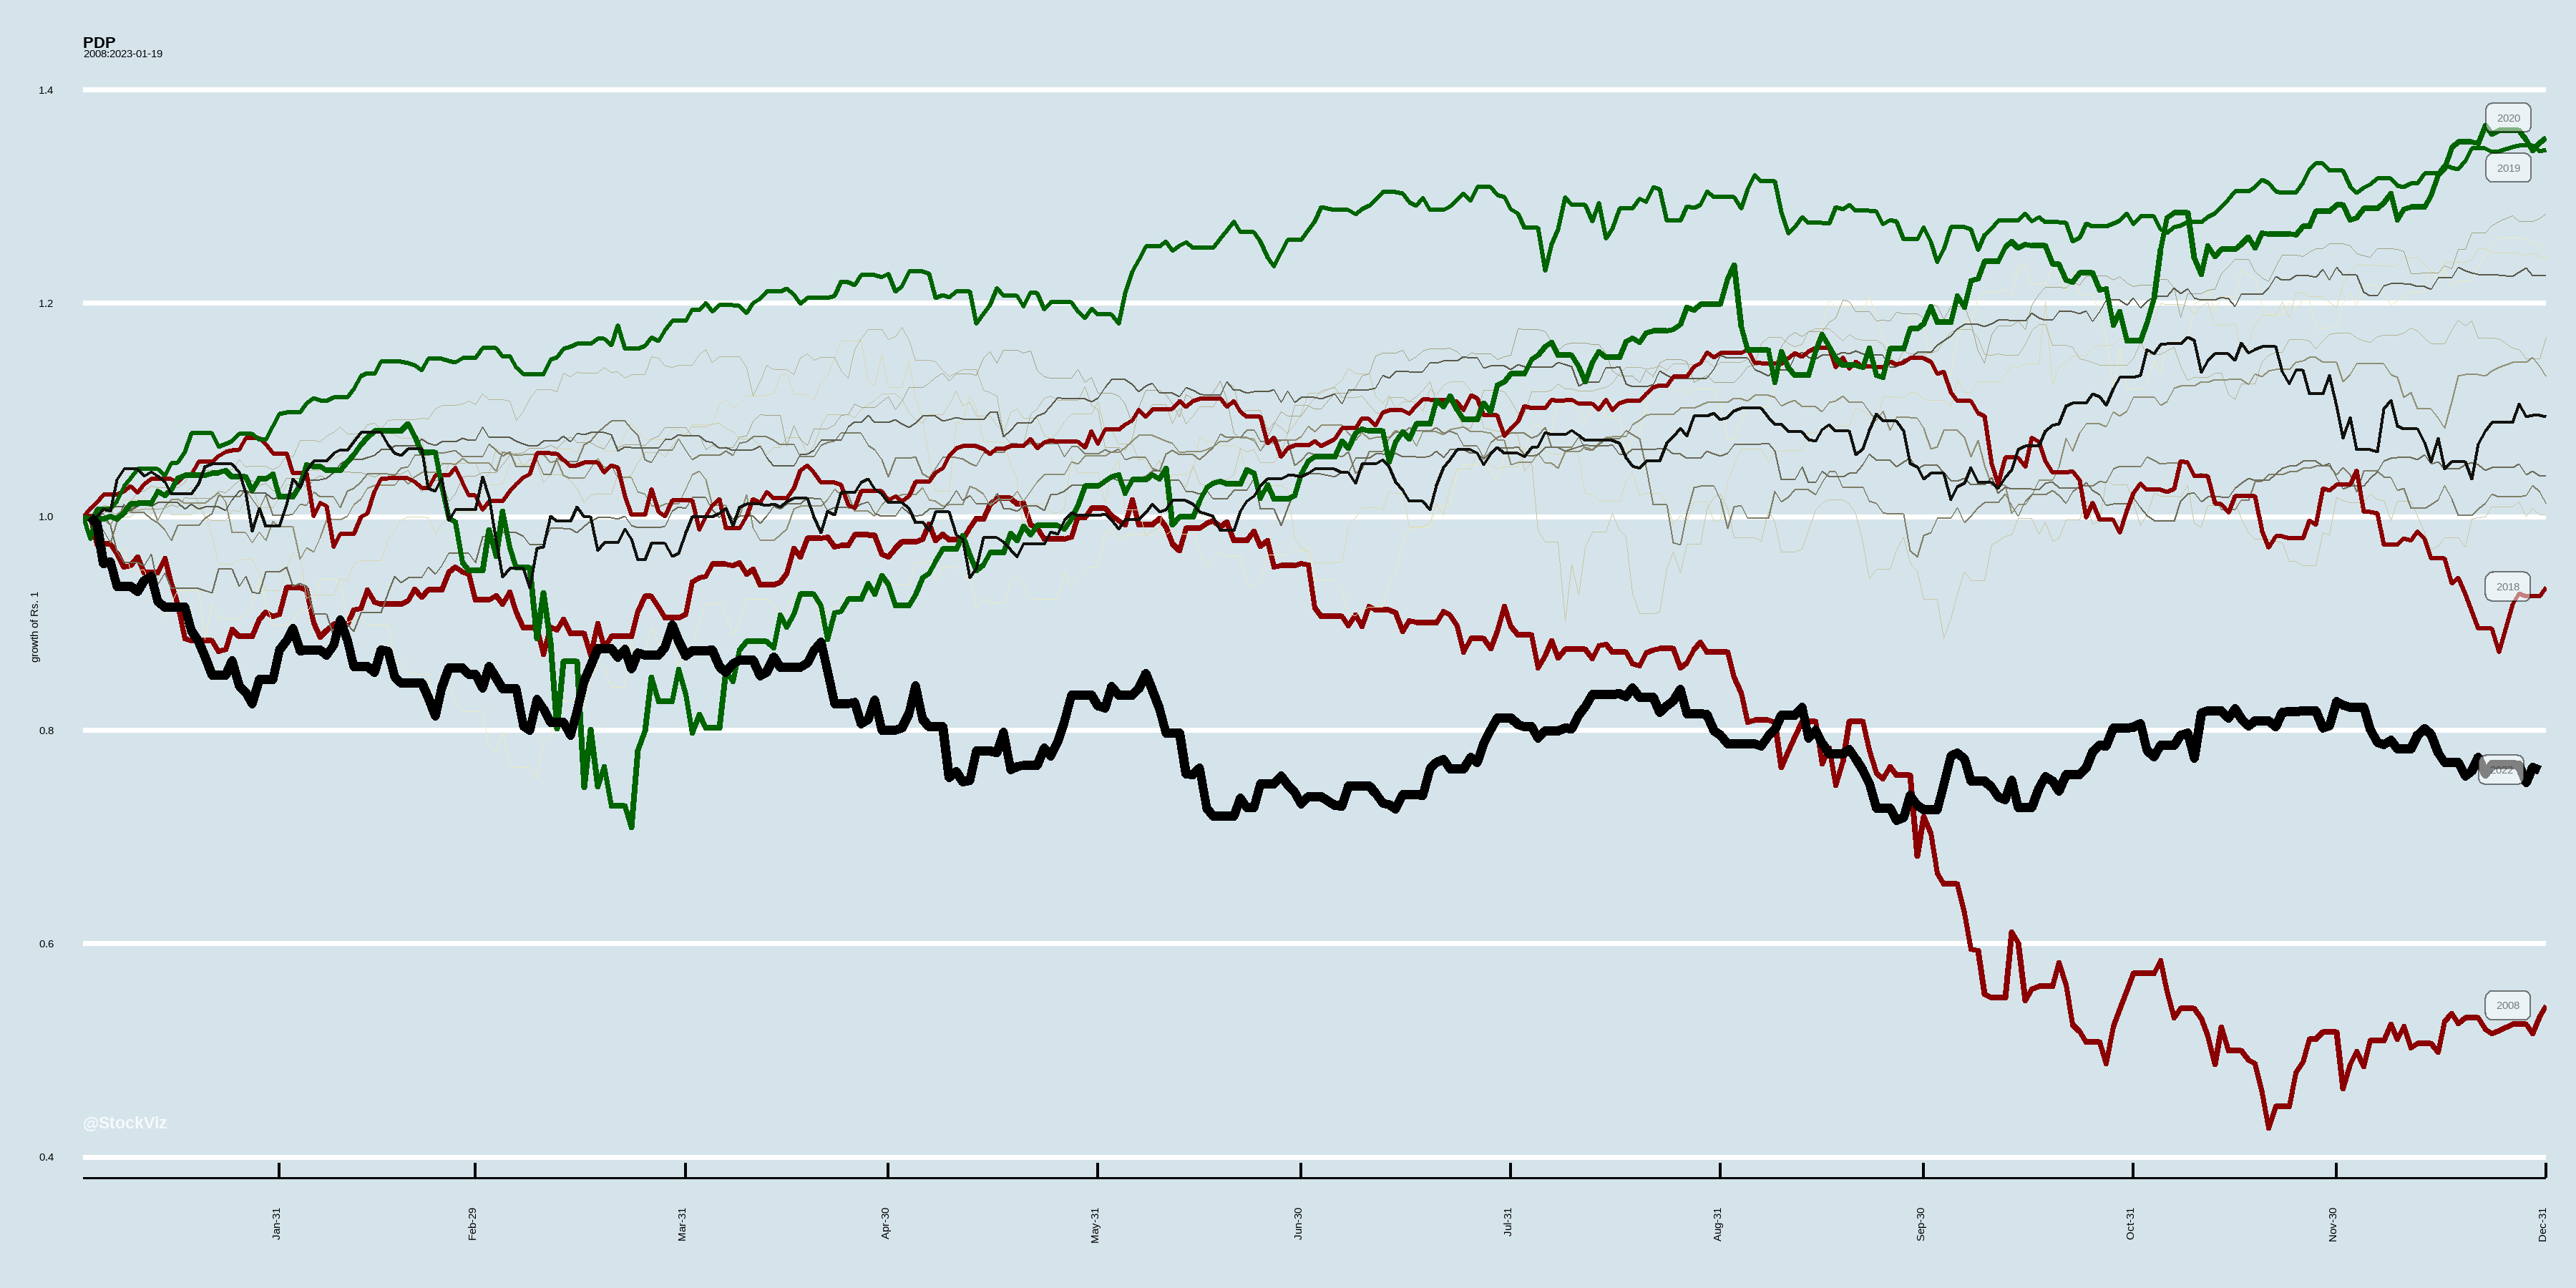 PDP
2008:2023-01-19
1.4
1.2
1.0
0.8
0.6
0.4
growth of Rs. 1
2020
2019
2018
2022
2008
@StockViz
Jan-31
Feb-29
Mar-31
Apr-30
May-31
Jun-30
Jul-31
Aug-31
Sep-30
Oct-31
Nov-30
Dec-31